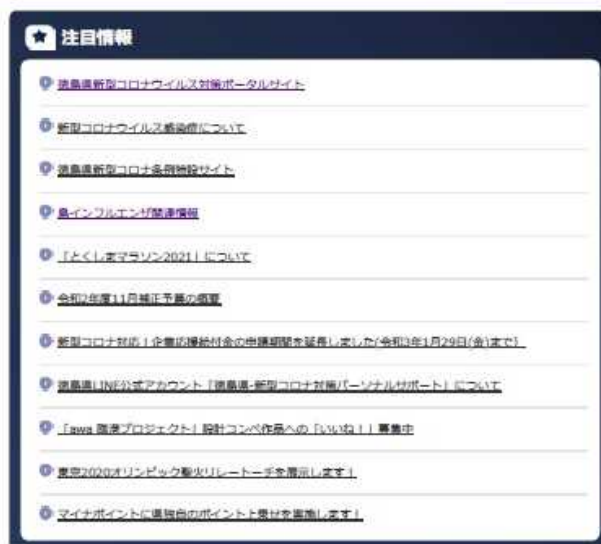 注目情報
徳島県新型コロナウイルス対策ポータルサイト
新型コロナウイルス感染症について
徳島県新型コロナ条例特設サイト
鳥インフルエンザ関連情報
「とくしまマラソン2021」について
令和2年度11月補正予算の概要
新型コロナ対応！企業応援給付金の申請期間を延長しました(令和3年1月29日(金)まで)
徳島県LINE公式アカウント「徳島県-新型コロナ対策パーソナルサポート」について
「awa 臨港プロジェクト」設計コンペ作品への「いいね！」募集中
東京2020オリンピック聖火リレートーチを展示します！
マイナポイントに県独自のポイント上乗せを実施します！